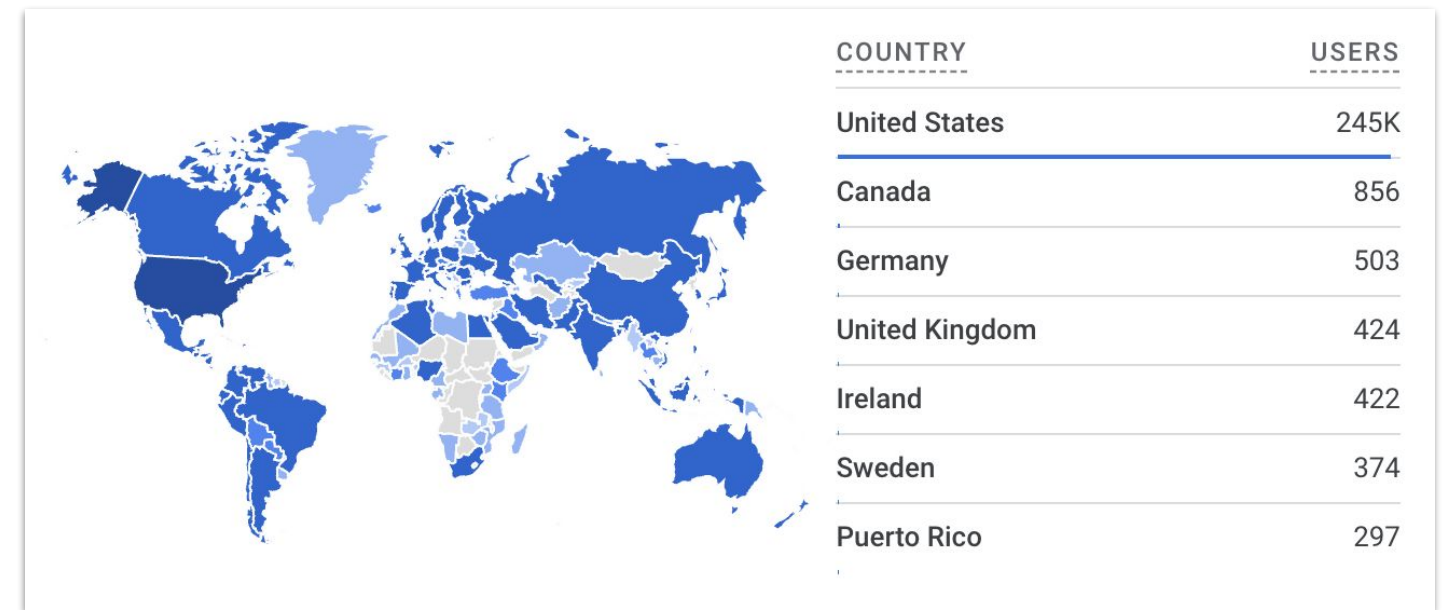 COUNTRY USERS
United States 245K
Canada 856
Germany 503
United Kingdom 424
Ireland 422
Sweden 374
Puerto Rico 297